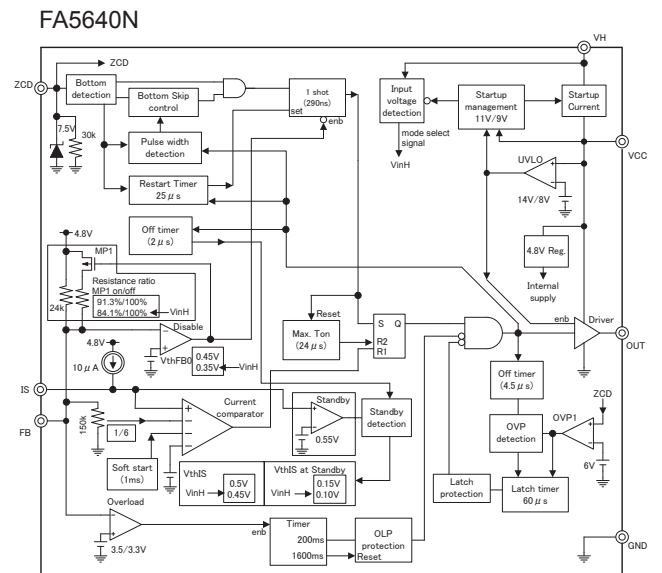 FA5640N
ZCD
ZCD
VH
Bottom
detection
Bottom Skip
control
1 shot
(290ns)
set
enb
Input
voltage
detection
Startup
management
11V/9V
Startup
Current
mode select
signal
VinH
VCC
7.5V
30k
Pulse width
detection
Restart Timer
25μs
UVLO
14V/8V
Off timer
(2μs)
4.8V Reg.
Internal
supply
4.8V
MP1
Resistance ratio
MP1 on/off
91.3%/100%
84.1%/100%
VinH
24k
Disable
VthFB0
0.45V
0.35V
VinH
Reset
Max. Ton
(24μs)
S Q
R2
R1
enb
Driver
OUT
4.8V
10μA
IS
FB
150k
1/6
Current
comparator
Standby
0.55V
Standby
detection
Off timer
(4.5μs)
ZCD
OVP
detection
OVP1
6V
Soft start
(1ms)
VthIS
VinH
0.5V
0.45V
VthIS at Standby
VinH
0.15V
0.10V
Latch
protection
Latch timer
60μs
Overload
3.5/3.3V
enb
Timer
200ms
1600ms
OLP
protection
Reset
GND